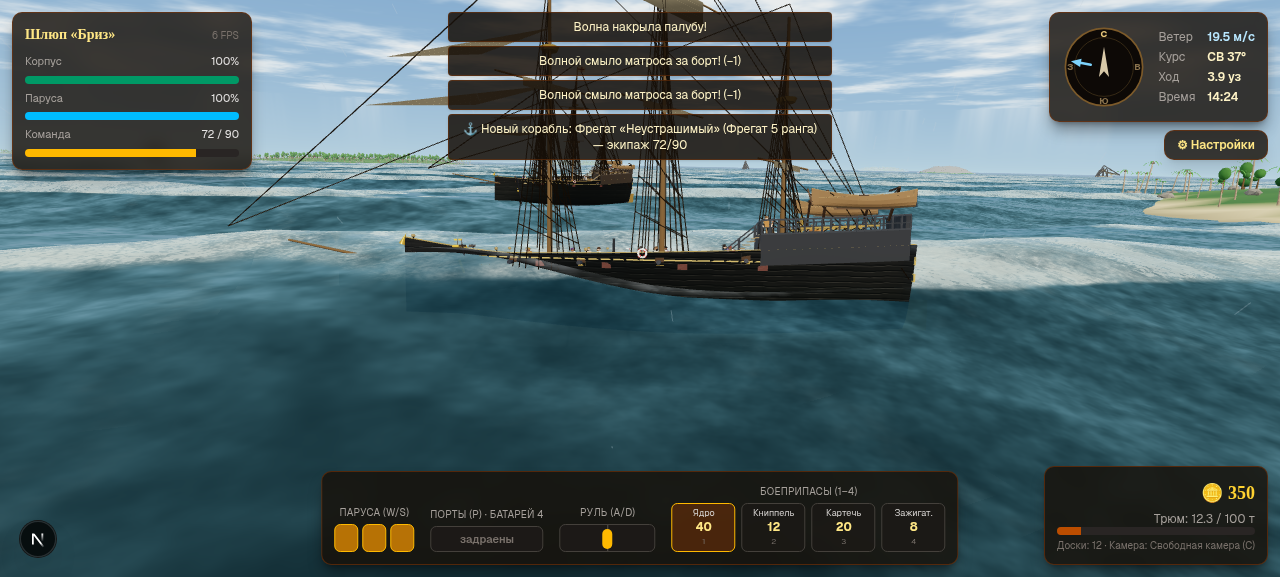 Шлюп «Бриз»
6 FPS
Корпус
100%
Паруса
100%
Команда
72 / 90
Волна накрыла палубу!
Волной смыло матроса за борт! (−1)
Волной смыло матроса за борт! (−1)
⚓ Новый корабль: Фрегат «Неустрашимый» (Фрегат 5 ранга)
— экипаж 72/90
С
З
В
Ю
Ветер 19.5 м/с
Курс СВ 37°
Ход 3.9 уз
Время 14:24
⚙ Настройки
ПАРУСА (W/S)
ПОРТЫ (P) · БАТАРЕЙ 4
задраены
РУЛЬ (A/D)
БОЕПРИПАСЫ (1–4)
Ядро
40
1
Книппель
12
2
Картечь
20
3
Зажигат.
8
4
350
Трюм: 12.3 / 100 т
Доски: 12 · Камера: Свободная камера (C)
N